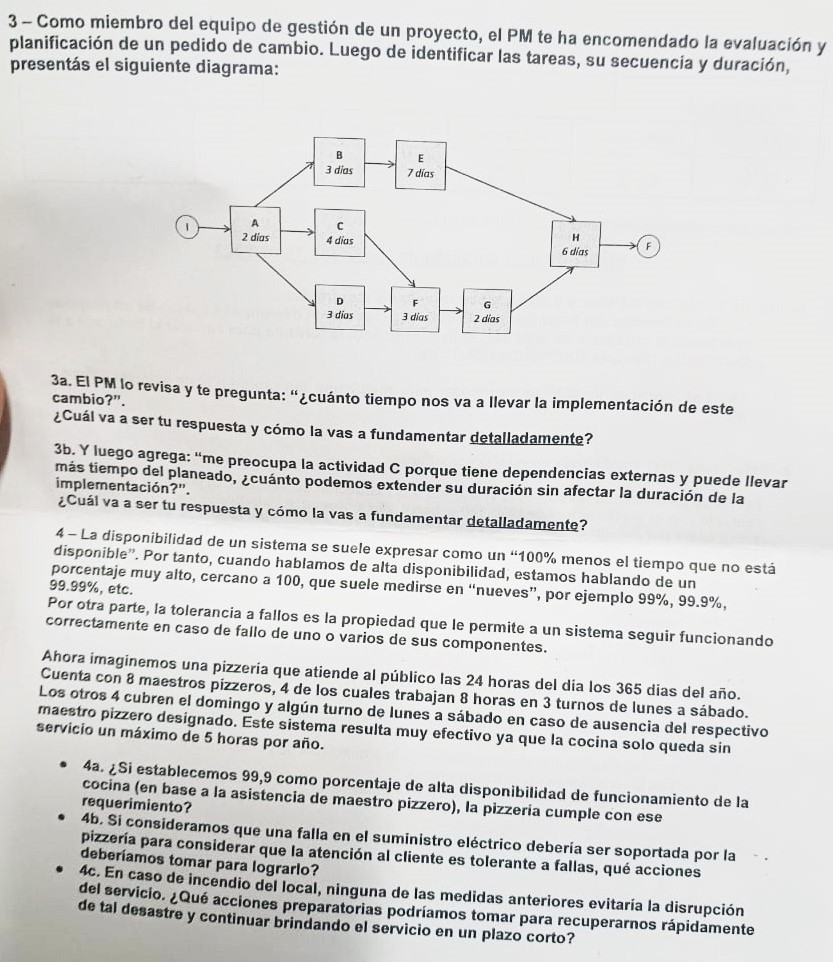 3 – Como miembro del equipo de gestión de un proyecto, el PM te ha encomendado la evaluación y
planificación de un pedido de cambio. Luego de identificar las tareas, su secuencia y duración,
presentás el siguiente diagrama:
B
3 días
E
7 días
I
A
2 días
C
4 días
H
6 días
F
D
3 días
F
3 días
G
2 días
3a. El PM lo revisa y te pregunta: “¿cuánto tiempo nos va a llevar la implementación de este
cambio?”.
¿Cuál va a ser tu respuesta y cómo la vas a fundamentar detalladamente?
3b. Y luego agrega: “me preocupa la actividad C porque tiene dependencias externas y puede llevar
más tiempo del planeado, ¿cuánto podemos extender su duración sin afectar la duración de la
implementación?”.
¿Cuál va a ser tu respuesta y cómo la vas a fundamentar detalladamente?
4 – La disponibilidad de un sistema se suele expresar como un “100% menos el tiempo que no está
disponible”. Por tanto, cuando hablamos de alta disponibilidad, estamos hablando de un
porcentaje muy alto, cercano a 100, que suele medirse en “nueves”, por ejemplo 99%, 99.9%,
99.99%, etc.
Por otra parte, la tolerancia a fallos es la propiedad que le permite a un sistema seguir funcionando
correctamente en caso de fallo de uno o varios de sus componentes.
Ahora imaginemos una pizzería que atiende al público las 24 horas del día los 365 días del año.
Cuenta con 8 maestros pizzeros, 4 de los cuales trabajan 8 horas en 3 turnos de lunes a sábado.
Los otros 4 cubren el domingo y algún turno de lunes a sábado en caso de ausencia del respectivo
maestro pizzero designado. Este sistema resulta muy efectivo ya que la cocina solo queda sin
servicio un máximo de 5 horas por año.
• 4a. ¿Si establecemos 99,9 como porcentaje de alta disponibilidad de funcionamiento de la
cocina (en base a la asistencia de maestro pizzero), la pizzería cumple con ese
requerimiento?
• 4b. Si consideramos que una falla en el suministro eléctrico debería ser soportada por la
pizzería para considerar que la atención al cliente es tolerante a fallas, qué acciones
deberíamos tomar para lograrlo?
• 4c. En caso de incendio del local, ninguna de las medidas anteriores evitaría la disrupción
del servicio. ¿Qué acciones preparatorias podríamos tomar para recuperarnos rápidamente
de tal desastre y continuar brindando el servicio en un plazo corto?